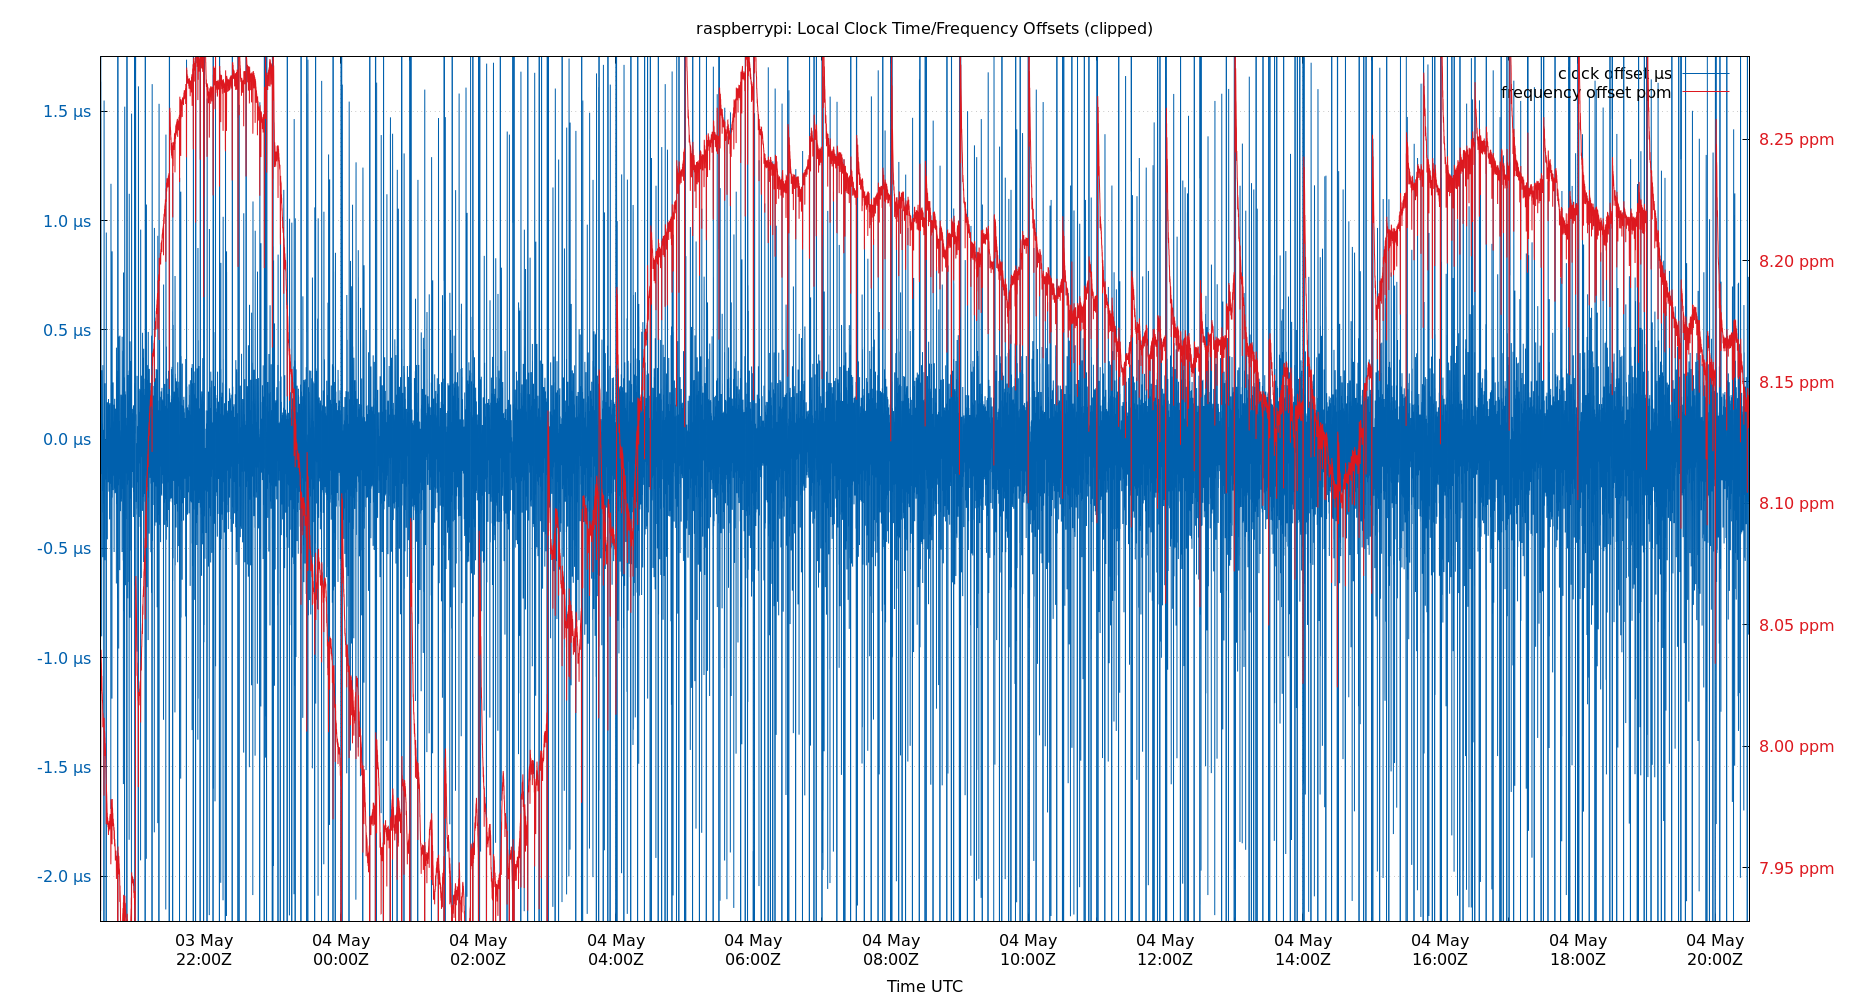 raspberrypi: Local Clock Time/Frequency Offsets (clipped)
clock offset µs
frequency offset ppm
1.5 µs
1.0 µs
0.5 µs
0.0 µs
-0.5 µs
-1.0 µs
-1.5 µs
-2.0 µs
8.25 ppm
8.20 ppm
8.15 ppm
8.10 ppm
8.05 ppm
8.00 ppm
7.95 ppm
03 May
22:00Z
04 May
00:00Z
04 May
02:00Z
04 May
04:00Z
04 May
06:00Z
04 May
08:00Z
04 May
10:00Z
04 May
12:00Z
04 May
14:00Z
04 May
16:00Z
04 May
18:00Z
04 May
20:00Z
Time UTC